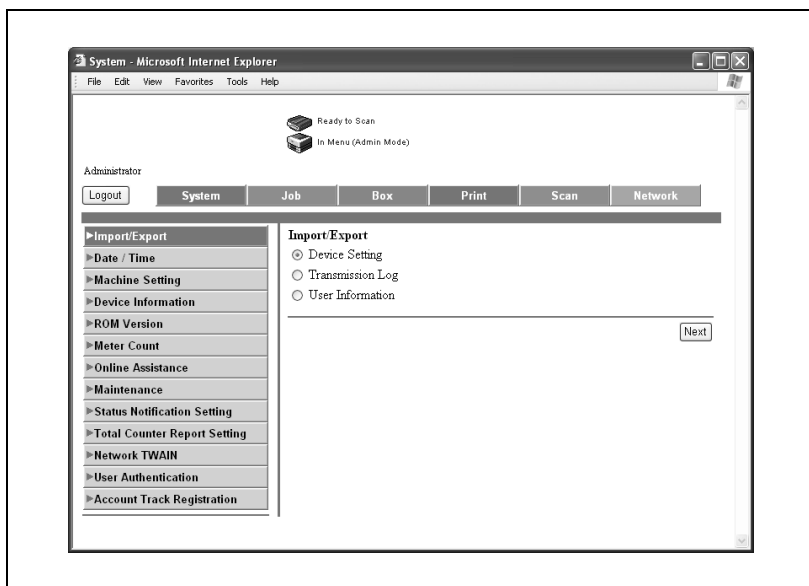 System - Microsoft Internet Explorer
File Edit View Favorites Tools Help
Ready to Scan
In Menu (Admin Mode)
Administrator
Logout System Job Box Print Scan Network
Import/Export
Date / Time
Machine Setting
Device Information
ROM Version
Meter Count
Online Assistance
Maintenance
Status Notification Setting
Total Counter Report Setting
Network TWAIN
User Authentication
Account Track Registration
Import/Export
Device Setting
Transmission Log
User Information
Next